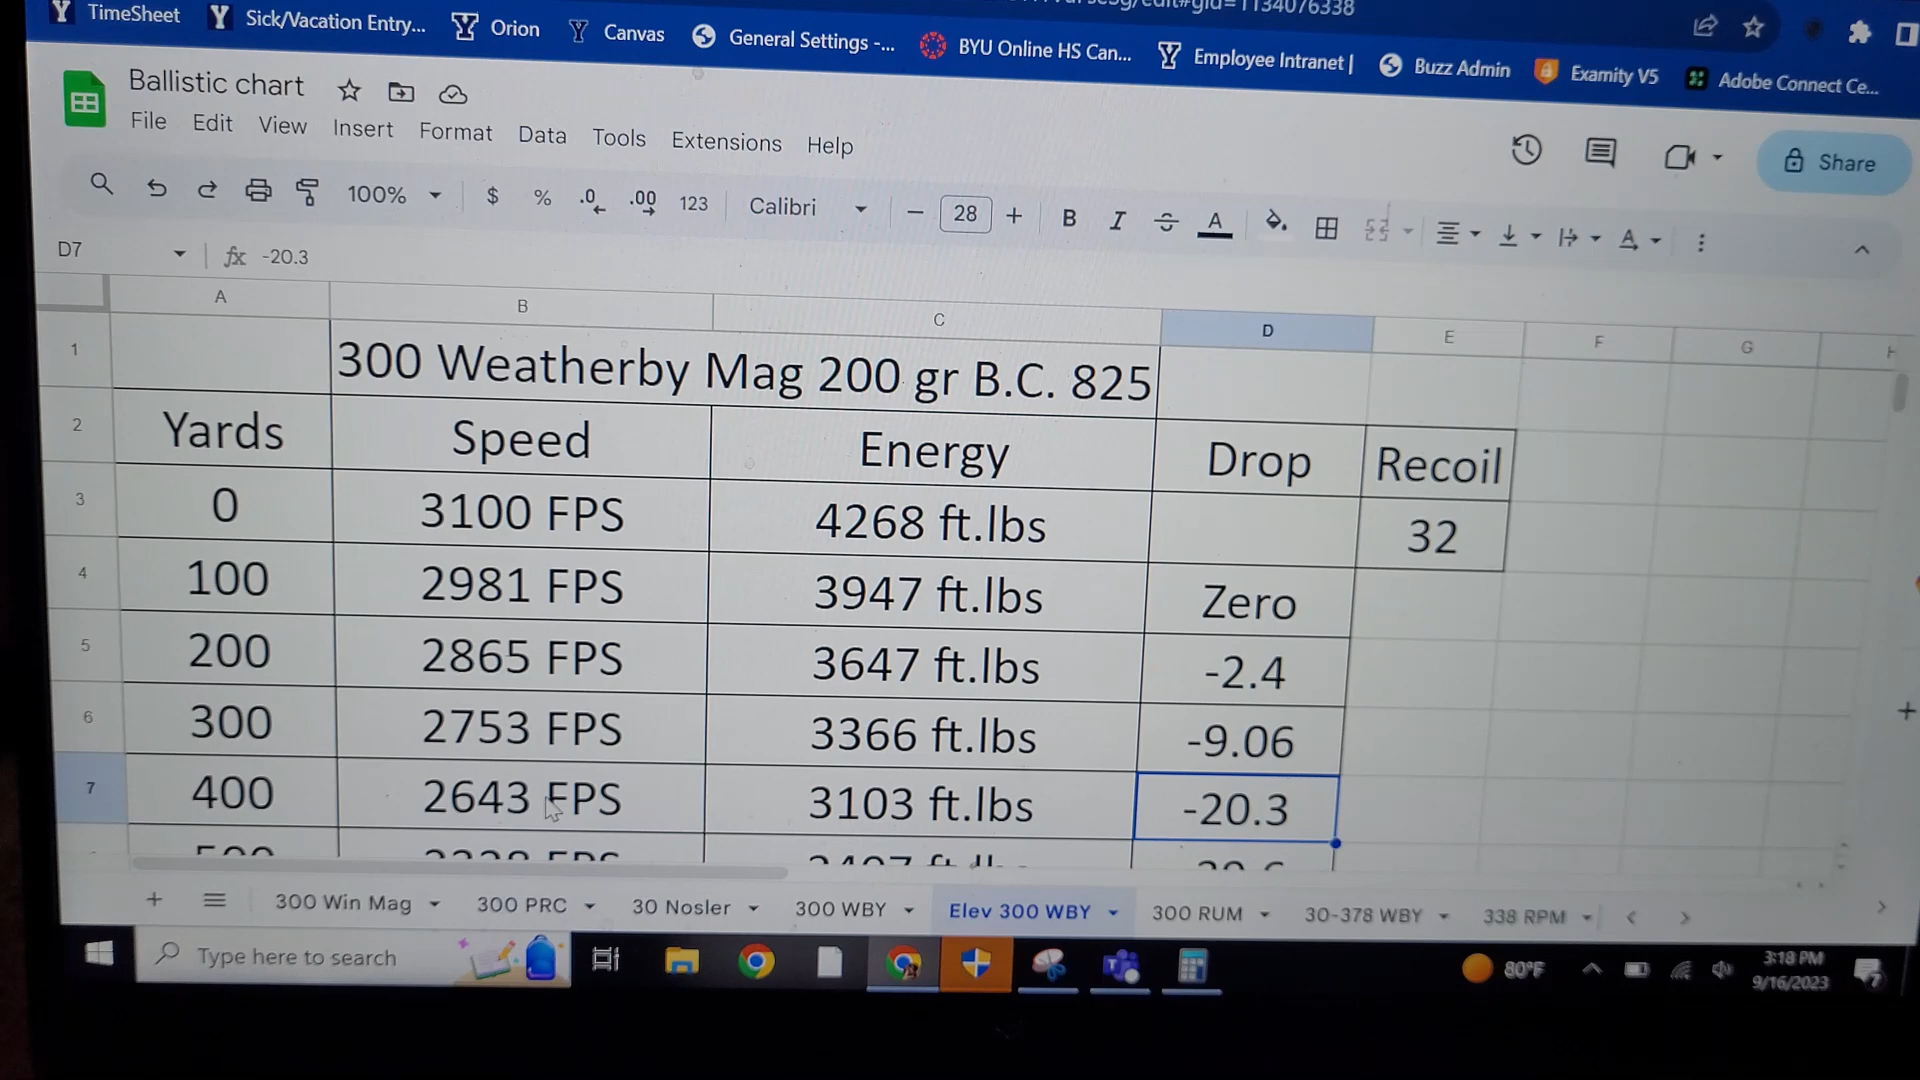 TimeSheet Sick/Vacation Entry... Orion Canvas General Settings -... BYU Online HS Can... Employee Intranet | Buzz Admin Examity V5 Adobe Connect Ce...
Ballistic chart
File Edit View Insert Format Data Tools Extensions Help
Share
100% $ % .0 .00 123 Calibri 28 B I A
D7 fx -20.3
A B C D E F G H
1 300 Weatherby Mag 200 gr B.C. 825
2 Yards Speed Energy Drop Recoil
3 0 3100 FPS 4268 ft.lbs 32
4 100 2981 FPS 3947 ft.lbs Zero
5 200 2865 FPS 3647 ft.lbs -2.4
6 300 2753 FPS 3366 ft.lbs -9.06
7 400 2643 FPS 3103 ft.lbs -20.3
300 Win Mag 300 PRC 30 Nosler 300 WBY Elev 300 WBY 300 RUM 30-378 WBY 338 RPM
Type here to search
80°F
3:18 PM
9/16/2023